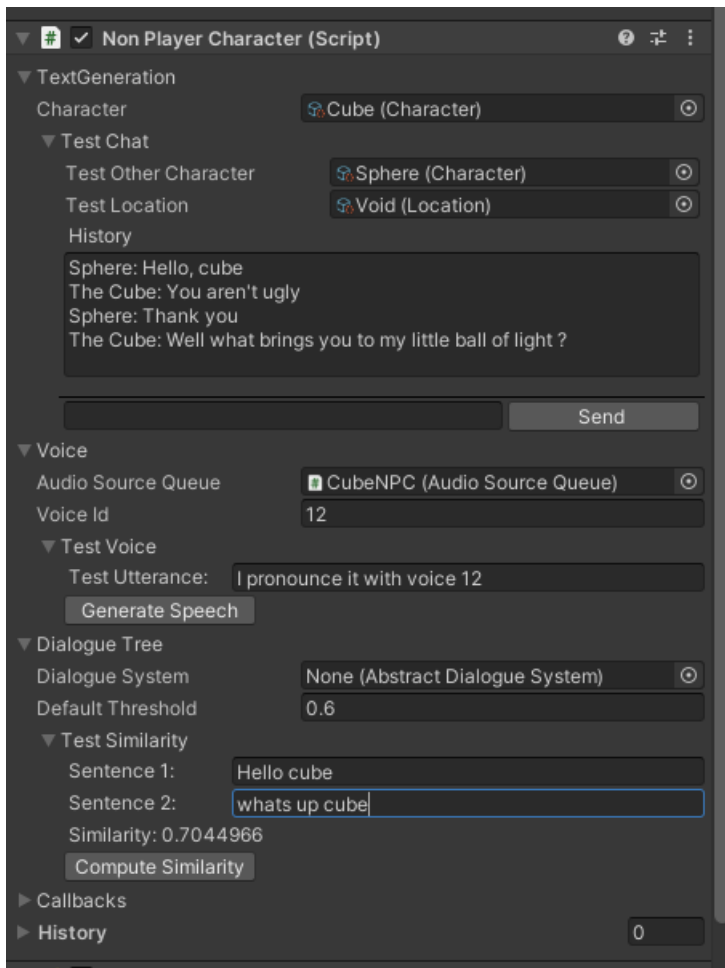 Non Player Character (Script)
TextGeneration
Character Cube (Character)
Test Chat
Test Other Character Sphere (Character)
Test Location Void (Location)
History
Sphere: Hello, cube
The Cube: You aren't ugly
Sphere: Thank you
The Cube: Well what brings you to my little ball of light ?
Send
Voice
Audio Source Queue CubeNPC (Audio Source Queue)
Voice Id 12
Test Voice
Test Utterance: I pronounce it with voice 12
Generate Speech
Dialogue Tree
Dialogue System None (Abstract Dialogue System)
Default Threshold 0.6
Test Similarity
Sentence 1: Hello cube
Sentence 2: whats up cube
Similarity: 0.7044966
Compute Similarity
Callbacks
History 0